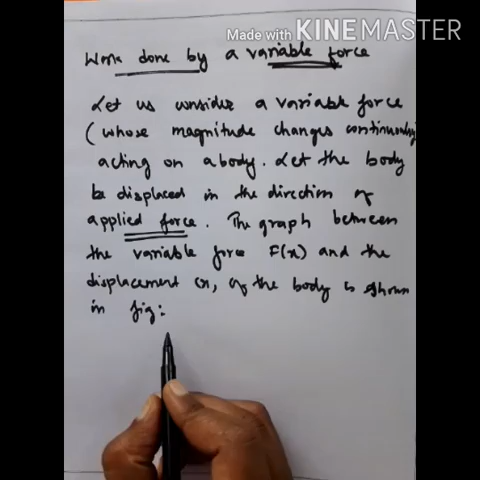 Made with KINEMASTER
Work done by a variable force
Let us consider a variable force
(whose magnitude changes continuously
acting on a body. Let the body
be displaced in the direction of
applied force. The graph between
the variable force F(x) and the
displacement (x, of the body is shown
in fig: